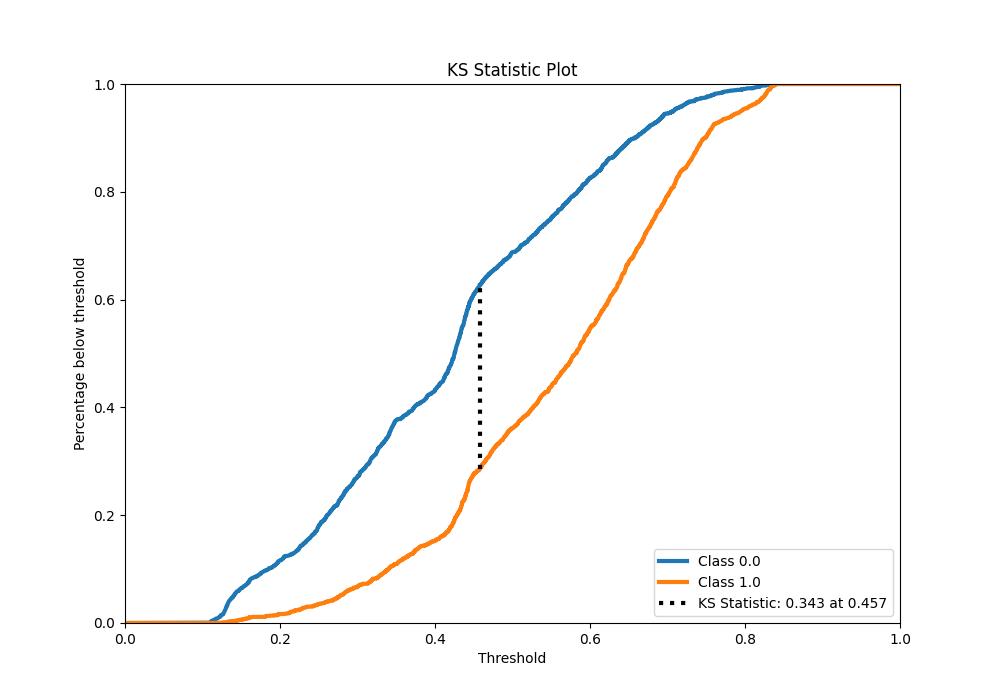 KS Statistic Plot
1.0
0.8
0.6
0.4
0.2
0.0
Percentage below threshold
0.0 0.2 0.4 0.6 0.8 1.0
Threshold
Class 0.0
Class 1.0
KS Statistic: 0.343 at 0.457